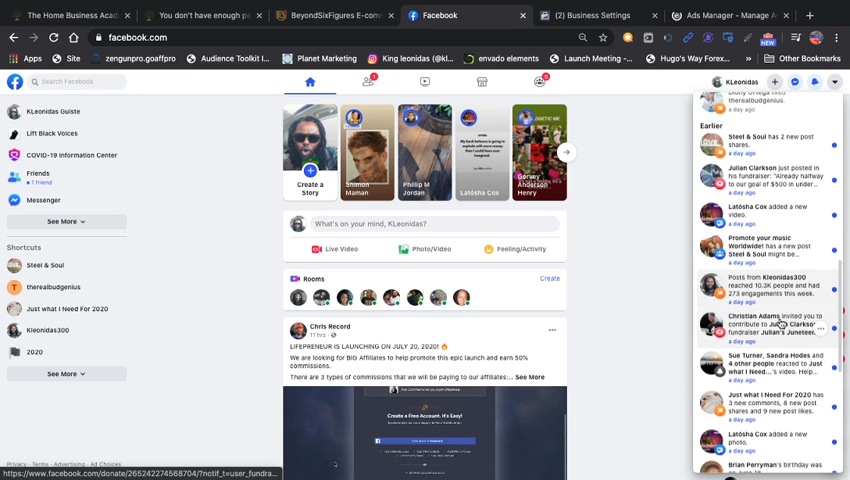 The Home Business Aca
You don't have enough pe
BeyondSixFigures E-com
Facebook
(2) Business Settings
Ads Manager - Manage A
facebook.com
NEW
Apps
Site
zengunpro.goaffpro
Audience Toolkit I...
Planet Marketing
King leonidas (@kl...
envado elements
Launch Meeting -...
Hugo's Way Forex...
»
Other Bookmarks
Search Facebook
1
KLeonidas
KLeonidas Guiste
Lift Black Voices
COVID-19 Information Center
Friends
1 friend
Messenger
See More
Shortcuts
Steel & Soul
T
therealbudgenius
Just what i Need For 2020
Kleonidas300
2020
See More
Privacy · Terms · Advertising · Ad Choices
https://www.facebook.com/donate/265242274568704/?notif_t=user_fundra...
Create a
Story
Shimon
Maman
Phillip M
Jordan
Latósha Cox
Gorvey
Anderson
Henry
What's on your mind, KLeonidas?
Live Video
Photo/Video
Feeling/Activity
Rooms
Create
Chris Record
11 hrs ·
LIFEPRENEUR IS LAUNCHING ON JULY 20, 2020!
We are looking for BIG Affiliates to help promote this epic launch and earn 50%
commissions.
There are 3 types of commissions that we will be paying to our affiliates:... See More
Create a Free Account. It's Easy!
liked
therealbudgenius.
a day ago
Earlier
Steel & Soul has 2 new post
shares.
a day ago
Julian Clarkson just posted in
his fundraiser: "Already halfway
to our goal of $500 in under...
a day ago
Latósha Cox added a new
video.
a day ago
Promote your music
Worldwide! has a new post
Steel & Soul might be...
a day ago
Posts from Kleonidas300
reached 10.3K people and had
273 engagements this week.
a day ago
Christian Adams invited you to
contribute to Julian Clarkson
fundraiser Julian's Juneteen
a day ago
Sue Turner, Sandra Hodes and
4 other people reacted to Just
what I Need...'s video. Help...
a day ago
Just what I Need For 2020 has
3 new comments, 8 new post
shares and 9 new post likes.
a day ago
Latósha Cox added a new
photo.
a day ago
Brian Perryman's birthday was